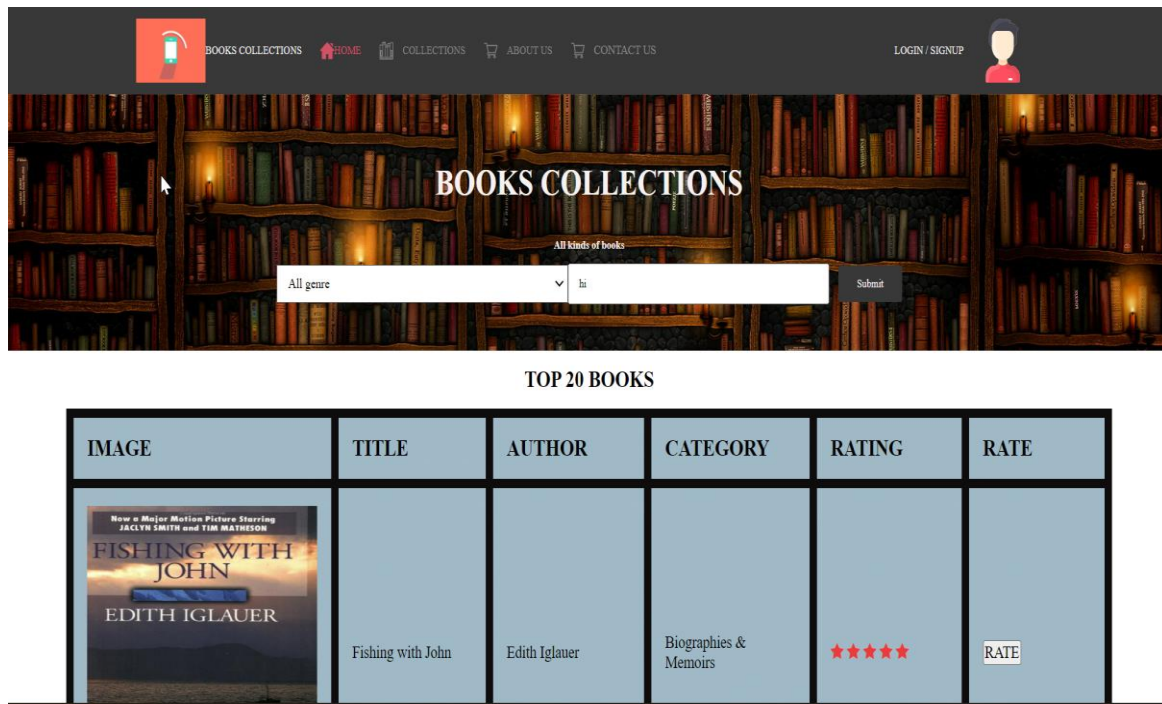 BOOKS COLLECTIONS HOME COLLECTIONS ABOUT US CONTACT US LOGIN / SIGNUP
BOOKS COLLECTIONS
All kinds of books
All genre hi Submit
TOP 20 BOOKS
IMAGE TITLE AUTHOR CATEGORY RATING RATE
Now a Major Motion Picture Starring
JACLYN SMITH and TIM MATHESON
FISHING WITH
JOHN
EDITH IGLAUER
Fishing with John Edith Iglauer Biographies &
Memoirs RATE